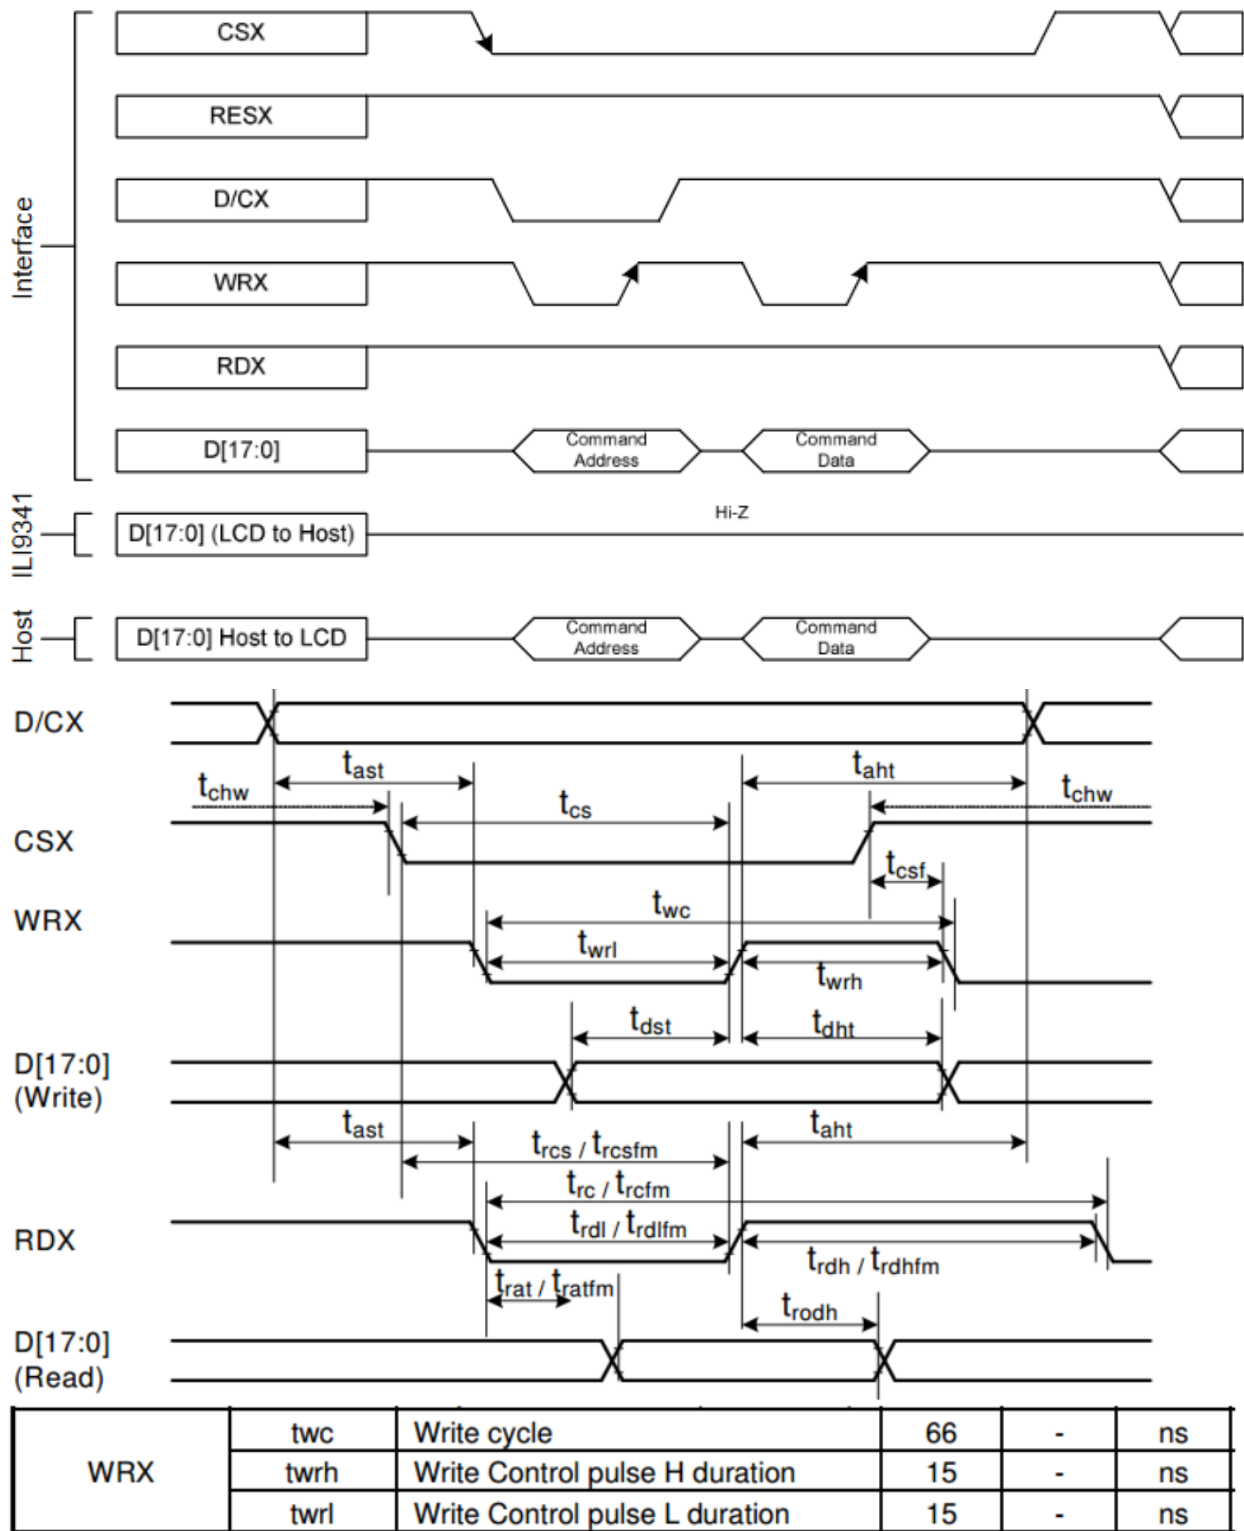 Interface
CSX
RESX
D/CX
WRX
RDX
D[17:0]
Command
Address
Command
Data
ILI9341
D[17:0] (LCD to Host)
Hi-Z
Host
D[17:0] Host to LCD
Command
Address
Command
Data
D/CX
tast
taht
tchw
tchw
tcs
CSX
tcsf
WRX
twc
twrl
twrh
tdst
tdht
D[17:0]
(Write)
tast
taht
trcs / trcsfm
trc / trcfm
RDX
trdl / trdlfm
trdh / trdhfm
trat / tratfm
trodh
D[17:0]
(Read)
WRX
twc Write cycle 66 - ns
twrh Write Control pulse H duration 15 - ns
twrl Write Control pulse L duration 15 - ns